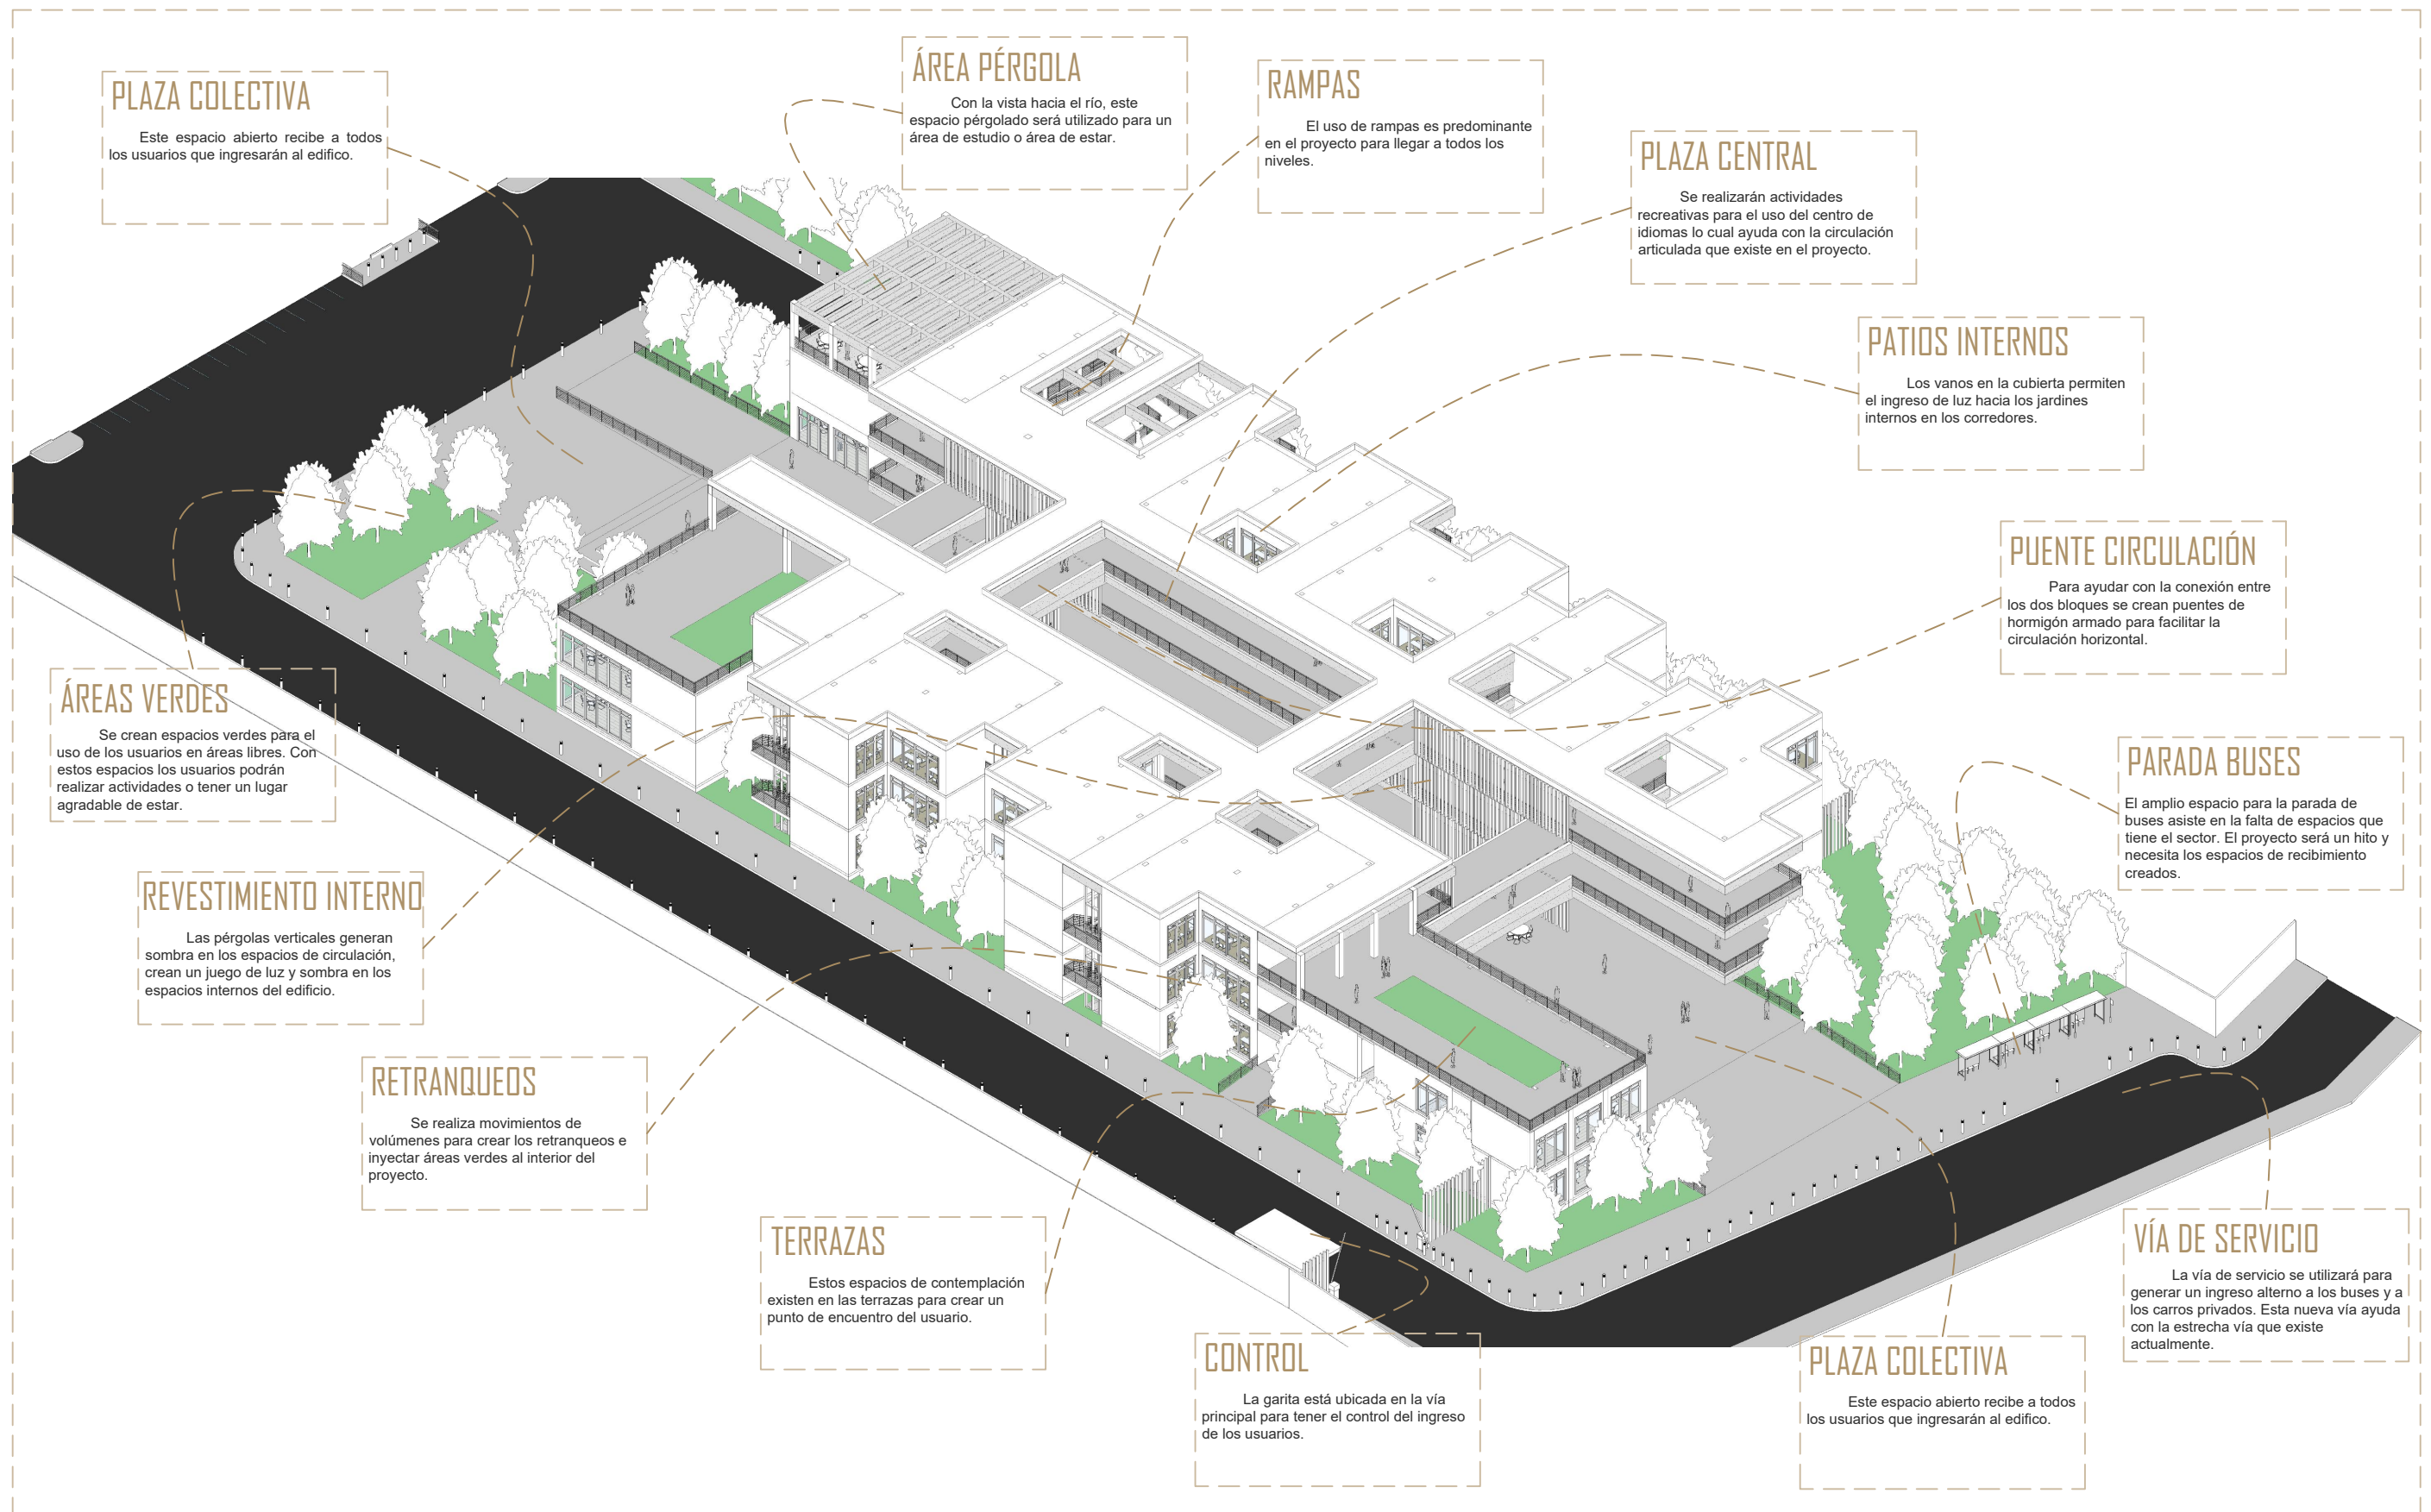 PLAZA COLECTIVA
Este espacio abierto recibe a todos
los usuarios que ingresarán al edifico.
ÁREA PÉRGOLA
Con la vista hacia el río, este
espacio pérgolado será utilizado para un
área de estudio o área de estar.
RAMPAS
El uso de rampas es predominante
en el proyecto para llegar a todos los
niveles.
PLAZA CENTRAL
Se realizarán actividades
recreativas para el uso del centro de
idiomas lo cual ayuda con la circulación
articulada que existe en el proyecto.
PATIOS INTERNOS
Los vanos en la cubierta permiten
el ingreso de luz hacia los jardines
internos en los corredores.
PUENTE CIRCULACIÓN
Para ayudar con la conexión entre
los dos bloques se crean puentes de
hormigón armado para facilitar la
circulación horizontal.
ÁREAS VERDES
Se crean espacios verdes para el
uso de los usuarios en áreas libres. Con
estos espacios los usuarios podrán
realizar actividades o tener un lugar
agradable de estar.
PARADA BUSES
El amplio espacio para la parada de
buses asiste en la falta de espacios que
tiene el sector. El proyecto será un hito y
necesita los espacios de recibimiento
creados.
REVESTIMIENTO INTERNO
Las pérgolas verticales generan
sombra en los espacios de circulación,
crean un juego de luz y sombra en los
espacios internos del edificio.
RETRANQUEOS
Se realiza movimientos de
volúmenes para crear los retranqueos e
inyectar áreas verdes al interior del
proyecto.
TERRAZAS
Estos espacios de contemplación
existen en las terrazas para crear un
punto de encuentro del usuario.
VÍA DE SERVICIO
La vía de servicio se utilizará para
generar un ingreso alterno a los buses y a
los carros privados. Esta nueva vía ayuda
con la estrecha vía que existe
actualmente.
CONTROL
La garita está ubicada en la vía
principal para tener el control del ingreso
de los usuarios.
PLAZA COLECTIVA
Este espacio abierto recibe a todos
los usuarios que ingresarán al edifico.